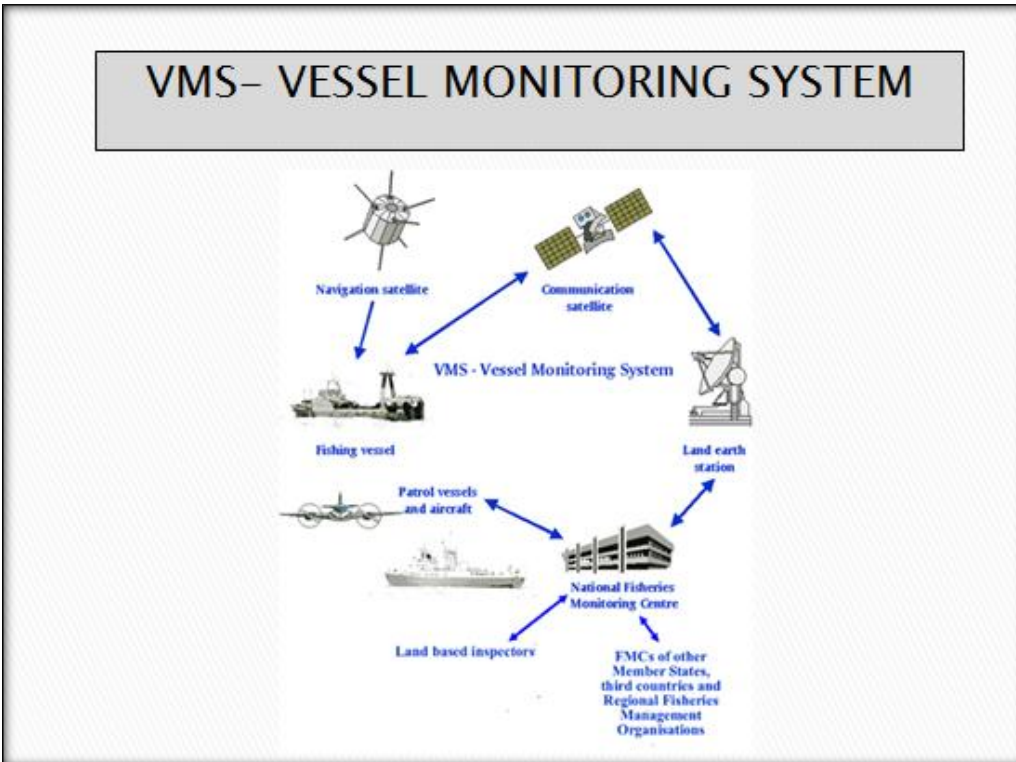 VMS– VESSEL MONITORING SYSTEM
Navigation satellite
Communication
satellite
VMS - Vessel Monitoring System
Fishing vessel
Land earth
station
Patrol vessels
and aircraft
National Fisheries
Monitoring Centre
Land based inspectors
FMCs of other
Member States,
third countries and
Regional Fisheries
Management
Organisations